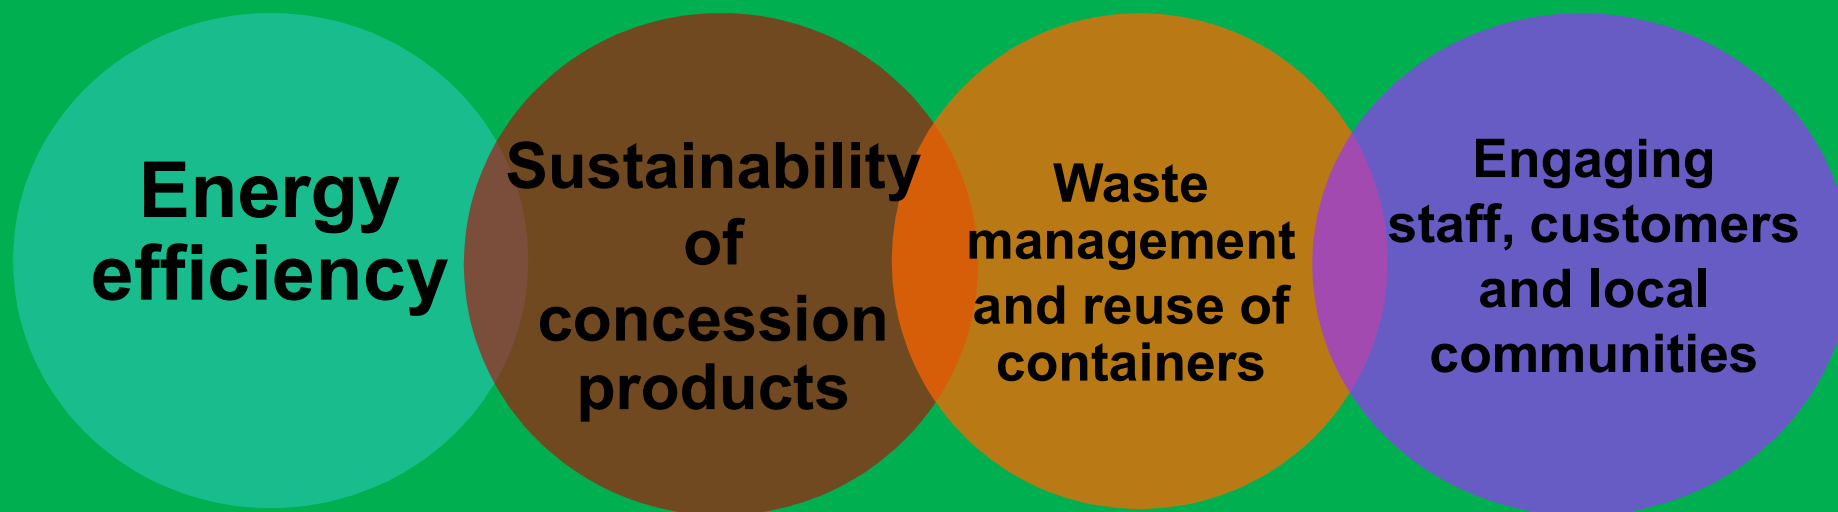 Energy
efficiency
Sustainability
of
concession
products
Waste
management
and reuse of
containers
Engaging
staff, customers
and local
communities